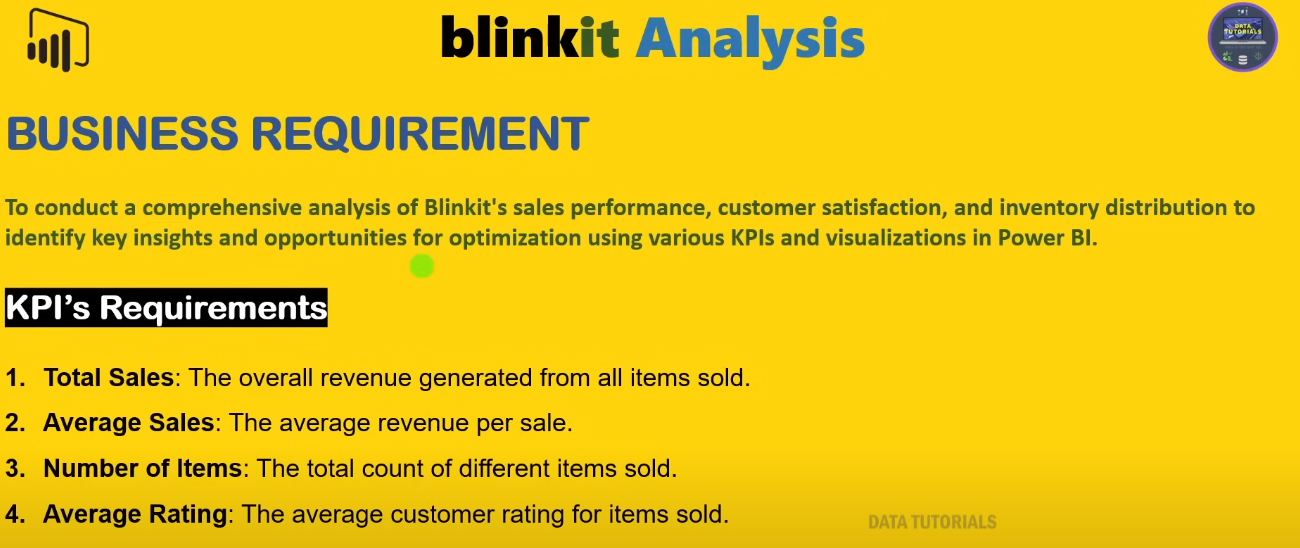 blinkit Analysis
DATA
TUTORIALS
BUSINESS REQUIREMENT
To conduct a comprehensive analysis of Blinkit's sales performance, customer satisfaction, and inventory distribution to
identify key insights and opportunities for optimization using various KPIs and visualizations in Power BI.
KPI’s Requirements
1. Total Sales: The overall revenue generated from all items sold.
2. Average Sales: The average revenue per sale.
3. Number of Items: The total count of different items sold.
4. Average Rating: The average customer rating for items sold.
DATA TUTORIALS